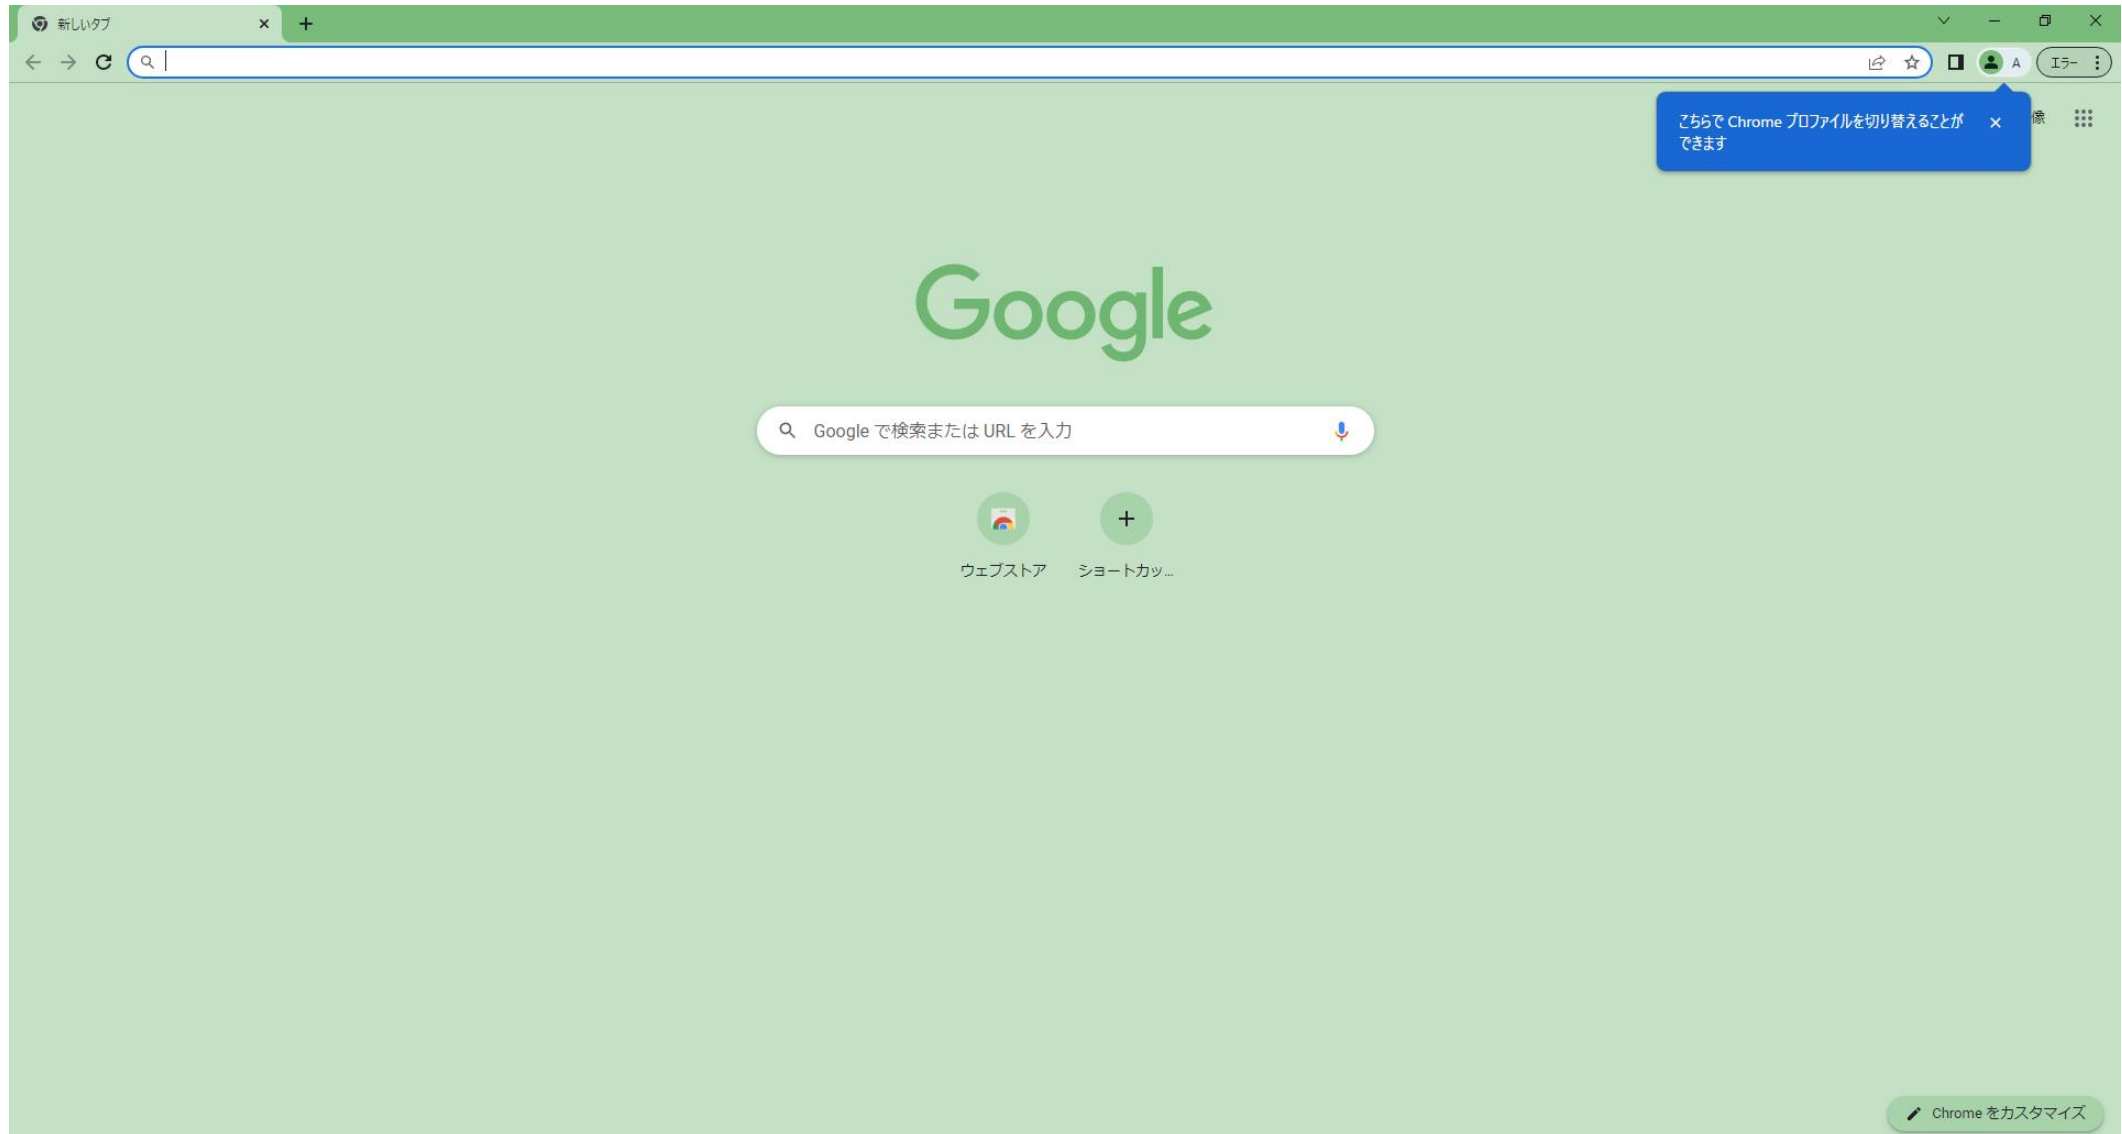 新しいタブ
A
エラー
こちらで Chrome プロファイルを切り替えることが
できます
像
Google
Google で検索または URL を入力
ウェブストア
ショートカッ...
Chrome をカスタマイズ